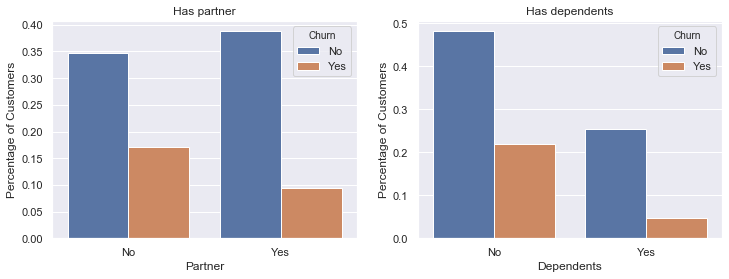 Has partner
Churn
No
Yes
Percentage of Customers
0.40
0.35
0.30
0.25
0.20
0.15
0.10
0.05
0.00
No Yes
Partner
Has dependents
Churn
No
Yes
Percentage of Customers
0.5
0.4
0.3
0.2
0.1
0.0
No Yes
Dependents